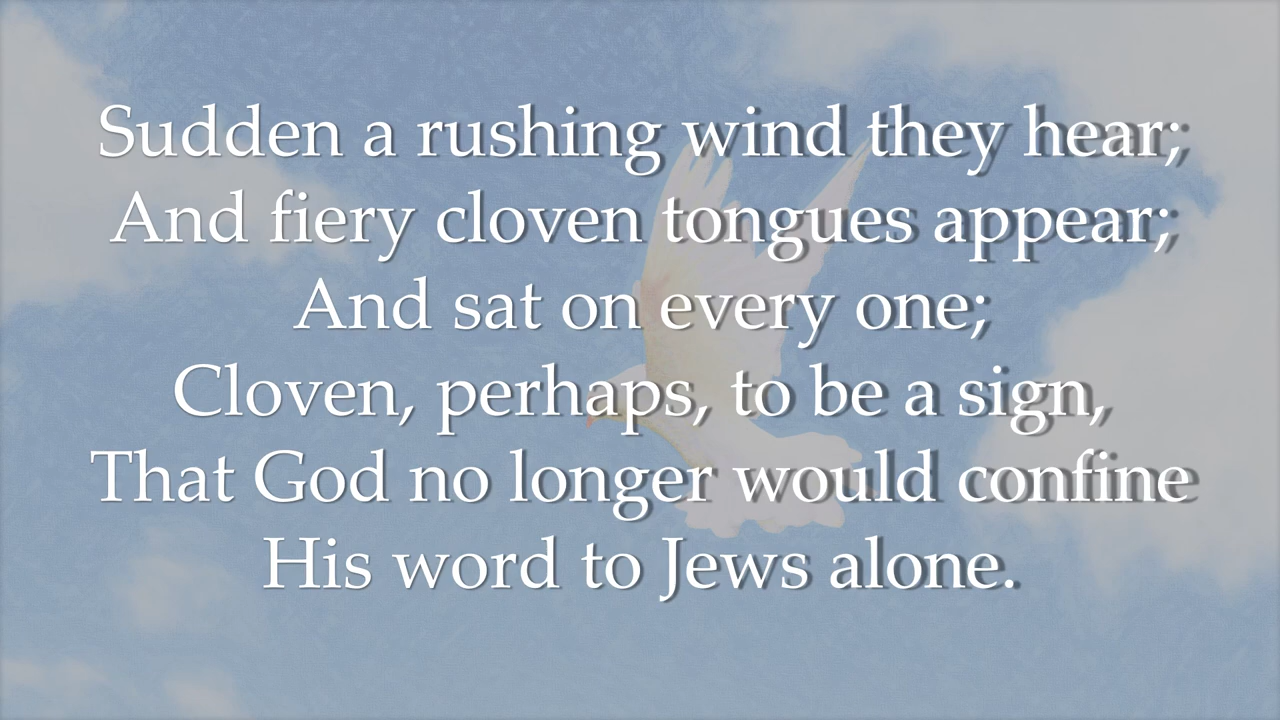 Sudden a rushing wind they hear;
And fiery cloven tongues appear;
And sat on every one;
Cloven, perhaps, to be a sign,
That God no longer would confine
His word to Jews alone.